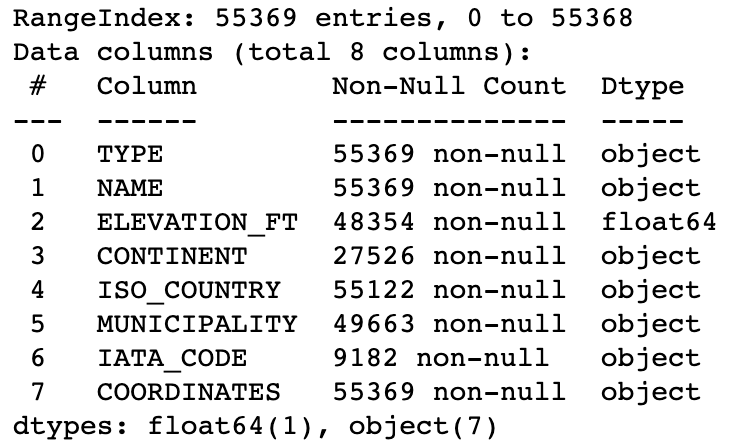 RangeIndex: 55369 entries, 0 to 55368
Data columns (total 8 columns):
 #   Column        Non-Null Count  Dtype
---  ------        --------------  -----
 0   TYPE          55369 non-null  object
 1   NAME          55369 non-null  object
 2   ELEVATION_FT  48354 non-null  float64
 3   CONTINENT     27526 non-null  object
 4   ISO_COUNTRY   55122 non-null  object
 5   MUNICIPALITY  49663 non-null  object
 6   IATA_CODE     9182 non-null   object
 7   COORDINATES   55369 non-null  object
dtypes: float64(1), object(7)